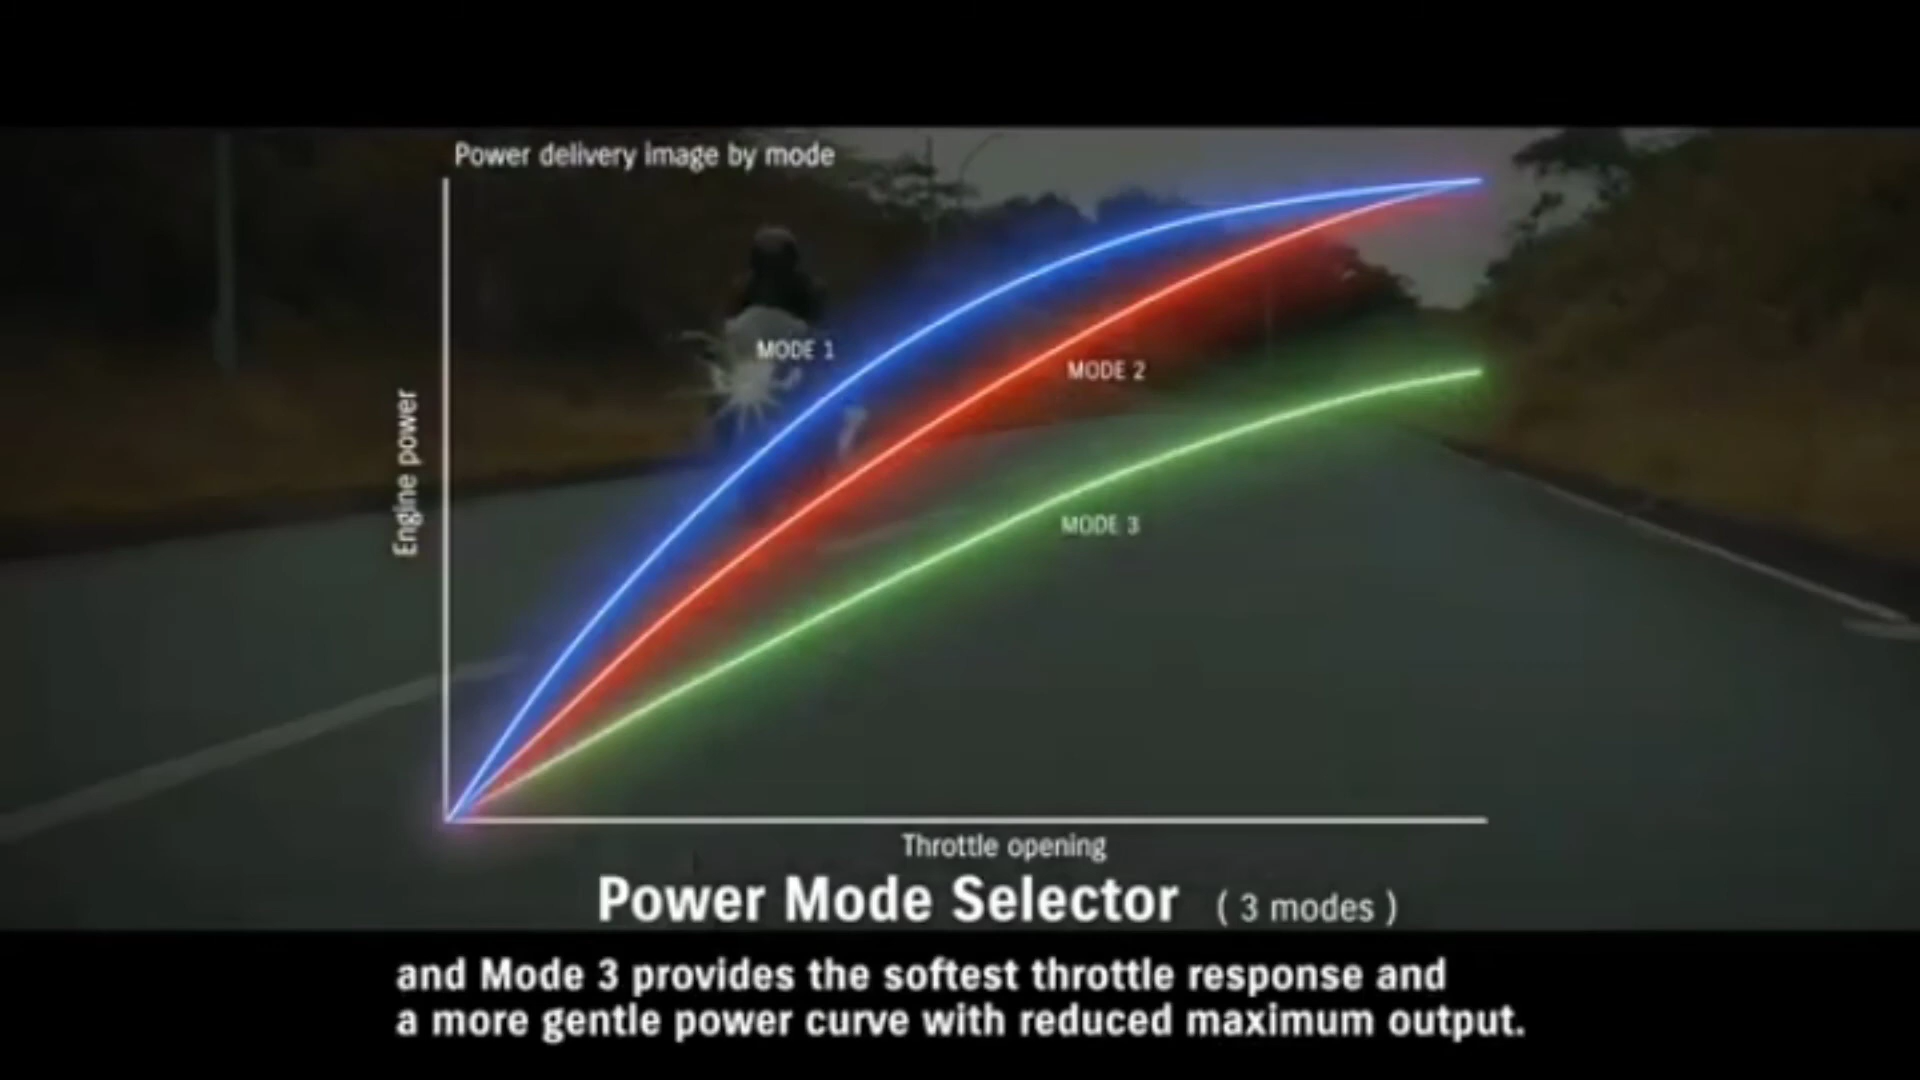 Power delivery image by mode
MODE 1
MODE 2
Engine power
MODE 3
Throttle opening
Power Mode Selector ( 3 modes )
and Mode 3 provides the softest throttle response and
a more gentle power curve with reduced maximum output.